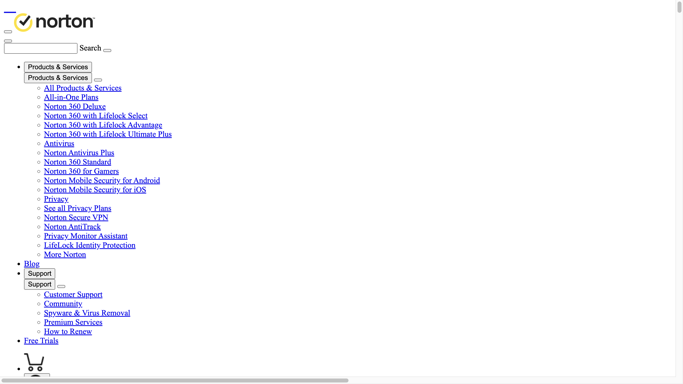 norton
Search
Products & Services
Products & Services
All Products & Services
All-in-One Plans
Norton 360 Deluxe
Norton 360 with Lifelock Select
Norton 360 with Lifelock Advantage
Norton 360 with Lifelock Ultimate Plus
Antivirus
Norton Antivirus Plus
Norton 360 Standard
Norton 360 for Gamers
Norton Mobile Security for Android
Norton Mobile Security for iOS
Privacy
See all Privacy Plans
Norton Secure VPN
Norton AntiTrack
Privacy Monitor Assistant
LifeLock Identity Protection
More Norton
Blog
Support
Support
Customer Support
Community
Spyware & Virus Removal
Premium Services
How to Renew
Free Trials